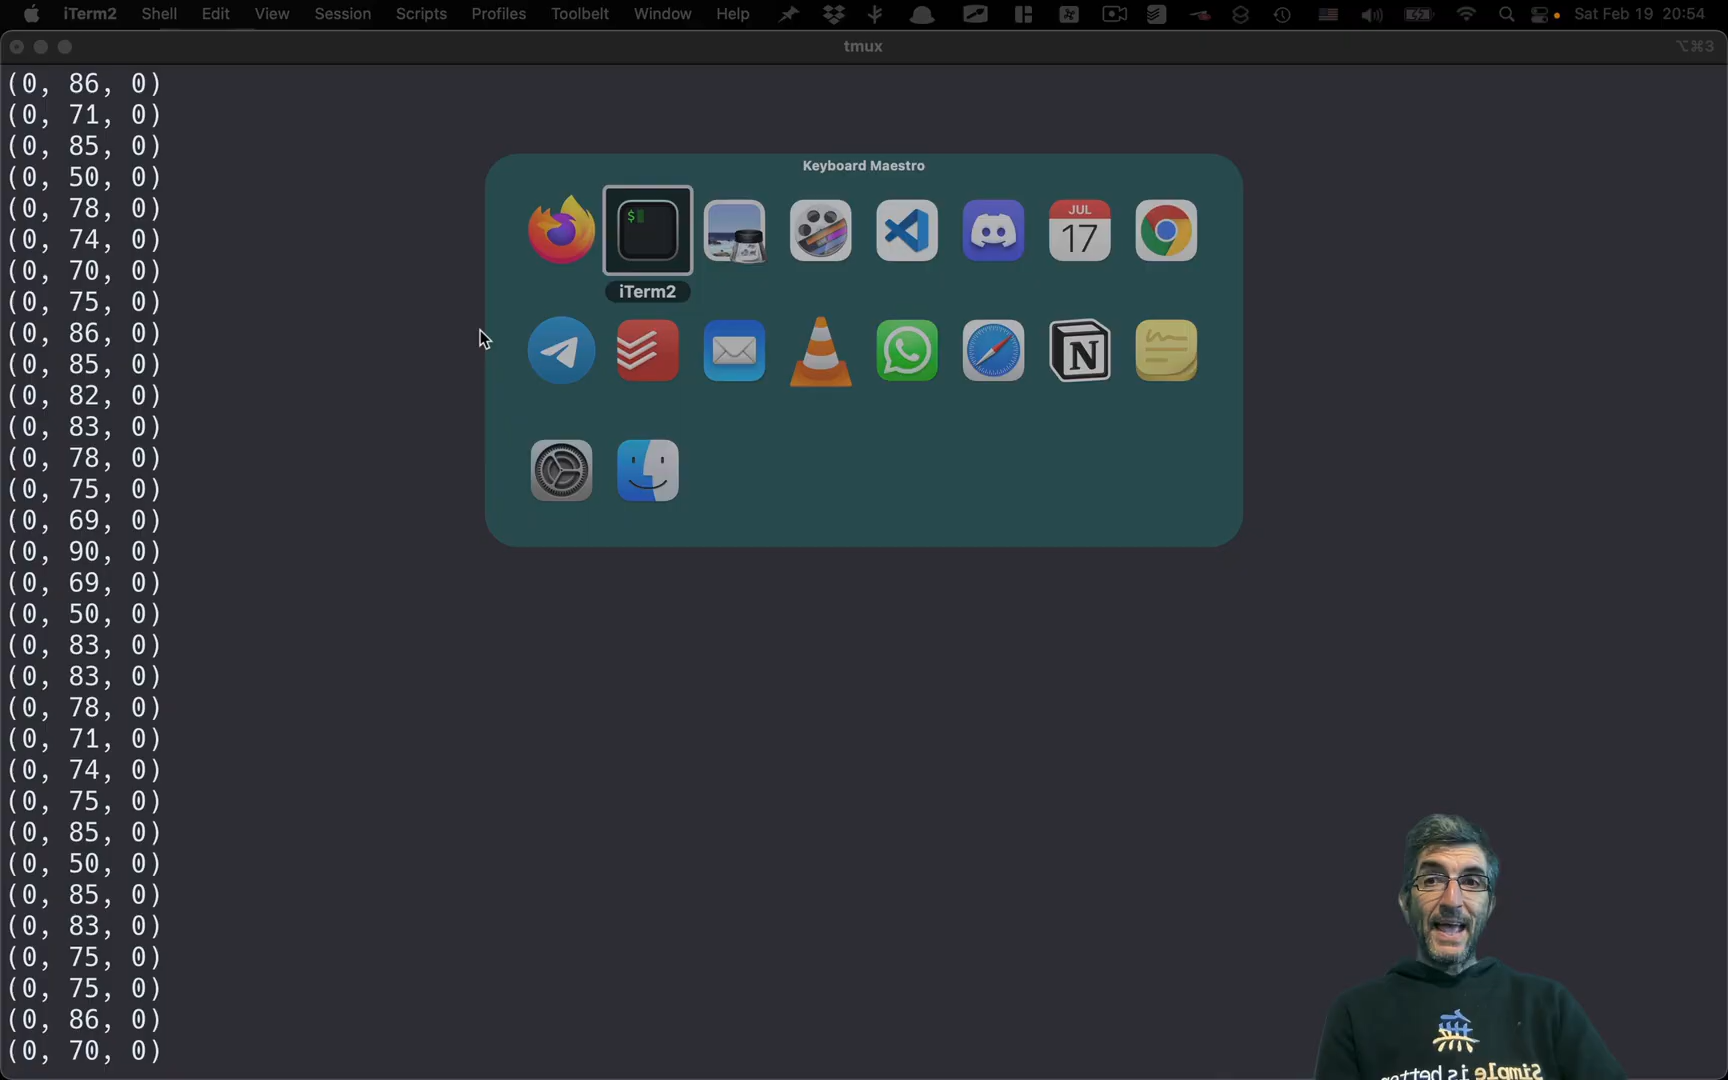 iTerm2 Shell Edit View Session Scripts Profiles Toolbelt Window Help Sat Feb 19 20:54
tmux ⌥⌘3
(0, 86, 0)
(0, 71, 0)
(0, 85, 0)
(0, 50, 0)
(0, 78, 0)
(0, 74, 0)
(0, 70, 0)
(0, 75, 0)
(0, 86, 0)
(0, 85, 0)
(0, 82, 0)
(0, 83, 0)
(0, 78, 0)
(0, 75, 0)
(0, 69, 0)
(0, 90, 0)
(0, 69, 0)
(0, 50, 0)
(0, 83, 0)
(0, 83, 0)
(0, 78, 0)
(0, 71, 0)
(0, 74, 0)
(0, 75, 0)
(0, 85, 0)
(0, 50, 0)
(0, 85, 0)
(0, 83, 0)
(0, 75, 0)
(0, 75, 0)
(0, 86, 0)
(0, 70, 0)
Keyboard Maestro
$
JUL
17
iTerm2
N
Simple is better